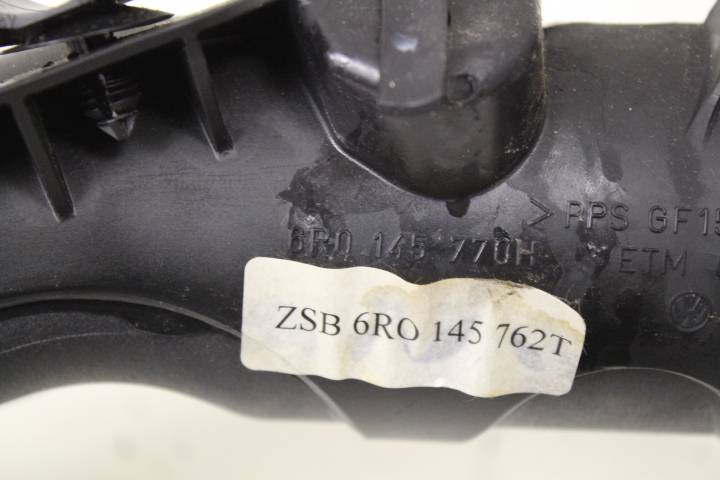 > PPS GF15
6R0 145 770H
ETM
ZSB 6RO 145 762T